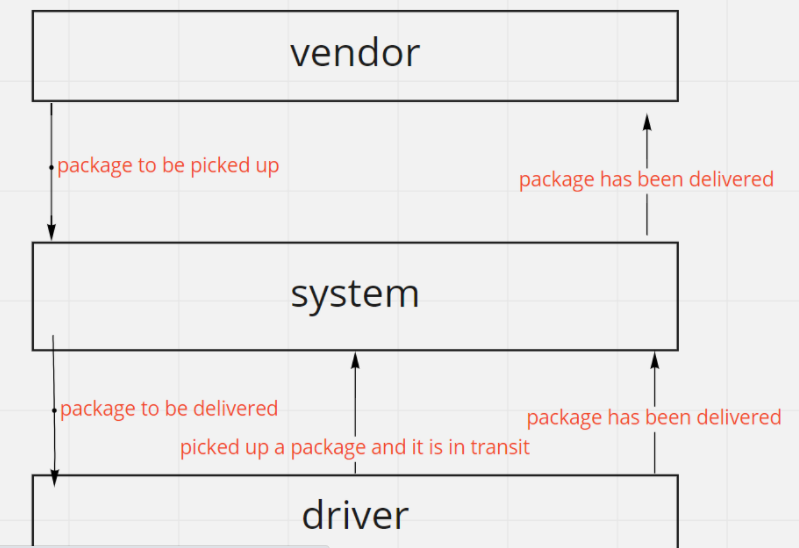 vendor
package to be picked up
package has been delivered
system
package to be delivered
package has been delivered
picked up a package and it is in transit
driver